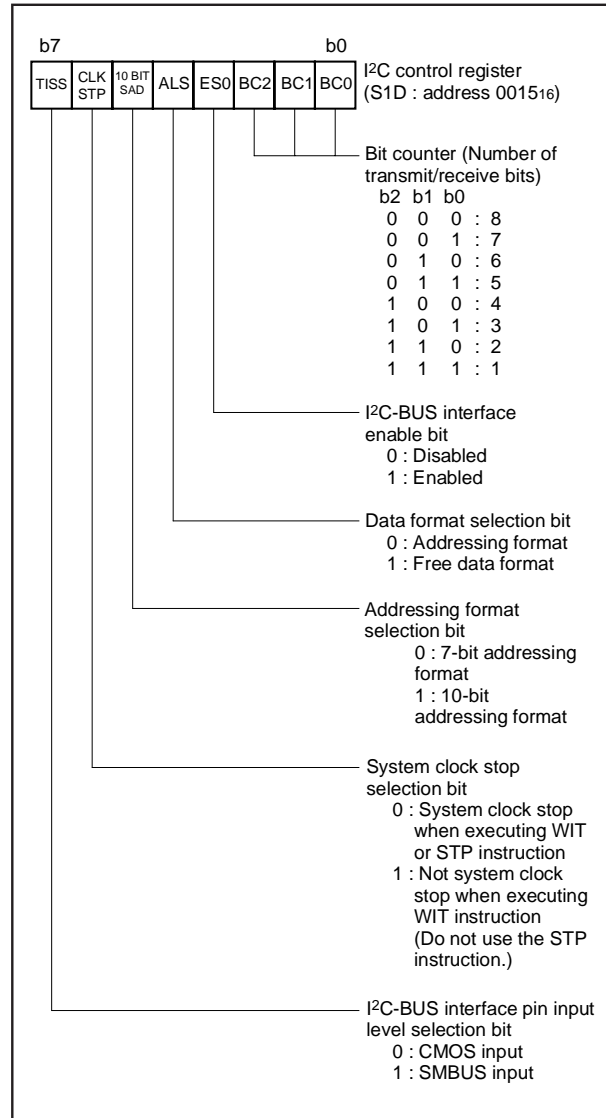 b7 b0
TISS CLK STP 10 BIT SAD ALS ES0 BC2 BC1 BC0
I2C control register
(S1D : address 001516)
Bit counter (Number of
transmit/receive bits)
b2 b1 b0
0 0 0 : 8
0 0 1 : 7
0 1 0 : 6
0 1 1 : 5
1 0 0 : 4
1 0 1 : 3
1 1 0 : 2
1 1 1 : 1
I2C-BUS interface
enable bit
0 : Disabled
1 : Enabled
Data format selection bit
0 : Addressing format
1 : Free data format
Addressing format
selection bit
0 : 7-bit addressing
format
1 : 10-bit
addressing format
System clock stop
selection bit
0 : System clock stop
when executing WIT
or STP instruction
1 : Not system clock
stop when executing
WIT instruction
(Do not use the STP
instruction.)
I2C-BUS interface pin input
level selection bit
0 : CMOS input
1 : SMBUS input